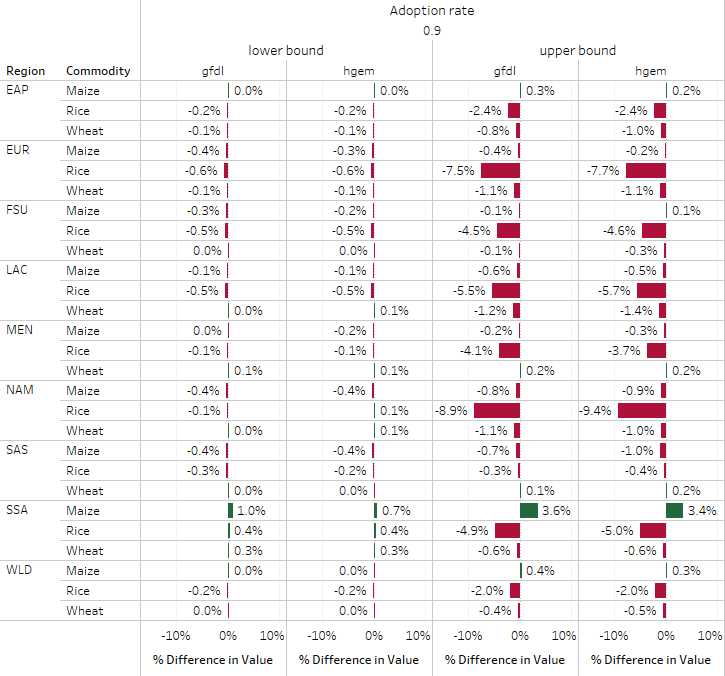 Adoption rate
0.9
lower bound upper bound
Region Commodity gfdl hgem gfdl hgem
EAP Maize 0.0% 0.0% 0.3% 0.2%
Rice -0.2% -0.2% -2.4% -2.4%
Wheat -0.1% -0.1% -0.8% -1.0%
EUR Maize -0.4% -0.3% -0.4% -0.2%
Rice -0.6% -0.6% -7.5% -7.7%
Wheat -0.1% -0.1% -1.1% -1.1%
FSU Maize -0.3% -0.2% -0.1% 0.1%
Rice -0.5% -0.5% -4.5% -4.6%
Wheat 0.0% 0.0% -0.1% -0.3%
LAC Maize -0.1% -0.1% -0.6% -0.5%
Rice -0.5% -0.5% -5.5% -5.7%
Wheat 0.0% 0.1% -1.2% -1.4%
MEN Maize 0.0% -0.2% -0.2% -0.3%
Rice -0.1% -0.1% -4.1% -3.7%
Wheat 0.1% 0.1% 0.2% 0.2%
NAM Maize -0.4% -0.4% -0.8% -0.9%
Rice -0.1% 0.1% -8.9% -9.4%
Wheat 0.0% 0.1% -1.1% -1.0%
SAS Maize -0.4% -0.4% -0.7% -1.0%
Rice -0.3% -0.2% -0.3% -0.4%
Wheat 0.0% 0.0% 0.1% 0.2%
SSA Maize 1.0% 0.7% 3.6% 3.4%
Rice 0.4% 0.4% -4.9% -5.0%
Wheat 0.3% 0.3% -0.6% -0.6%
WLD Maize 0.0% 0.0% 0.4% 0.3%
Rice -0.2% -0.2% -2.0% -2.0%
Wheat 0.0% 0.0% -0.4% -0.5%
-10% 0% 10% -10% 0% 10% -10% 0% 10% -10% 0% 10%
% Difference in Value % Difference in Value % Difference in Value % Difference in Value